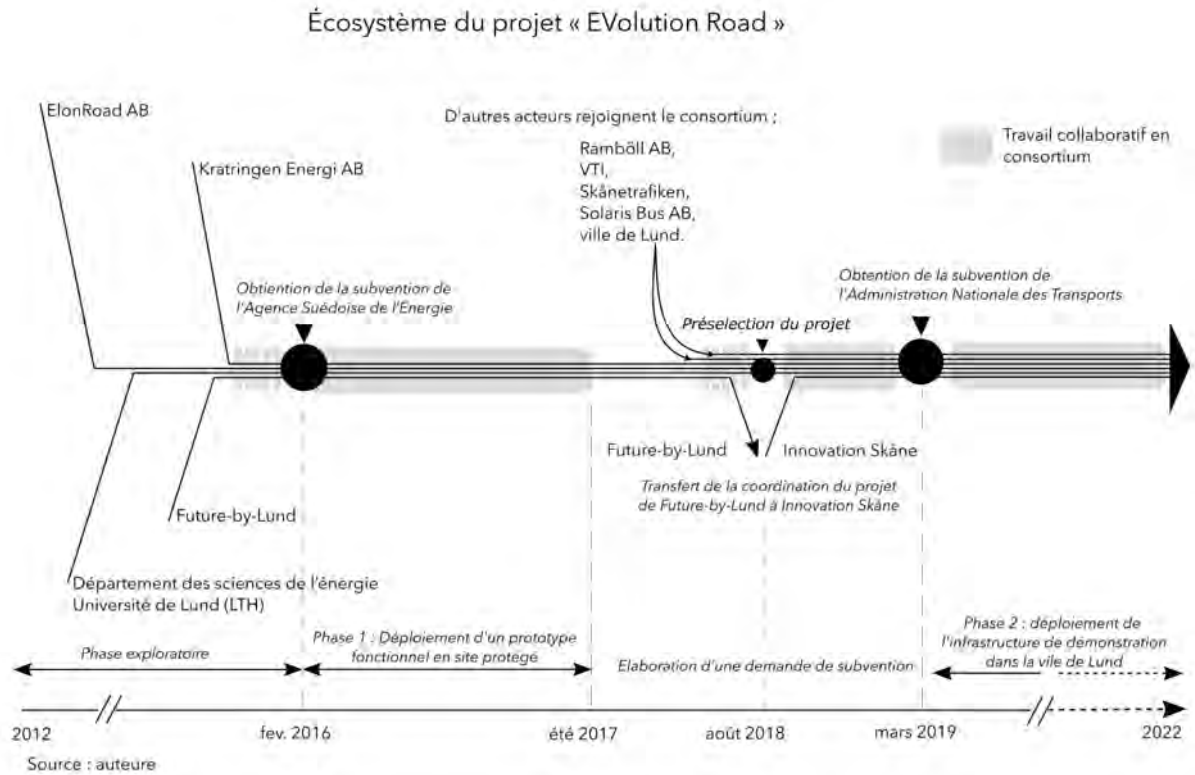 Écosystème du projet « EVolution Road »
ElonRoad AB
D'autres acteurs rejoignent le consortium ;
Ramböll AB,
VTI,
Skånetrafiken,
Solaris Bus AB,
ville de Lund.
Travail collaboratif en
consortium
Kratringen Energi AB
Obtiention de la subvention de
l'Agence Suédoise de l'Énergie
Obtention de la subvention de
l'Administration Nationale des Transports
Préselection du projet
Future-by-Lund
Innovation Skåne
Transfert de la coordination du projet
de Future-by-Lund à Innovation Skåne
Future-by-Lund
Département des sciences de l'énergie
Université de Lund (LTH)
Phase exploratoire
Phase 1 : Déploiement d'un prototype
fonctionnel en site protégé
Elaboration d'une demande de subvention
Phase 2 : déploiement de
l'infrastructure de démonstration
dans la vile de Lund
2012
fev. 2016
été 2017
août 2018
mars 2019
2022
Source : auteure